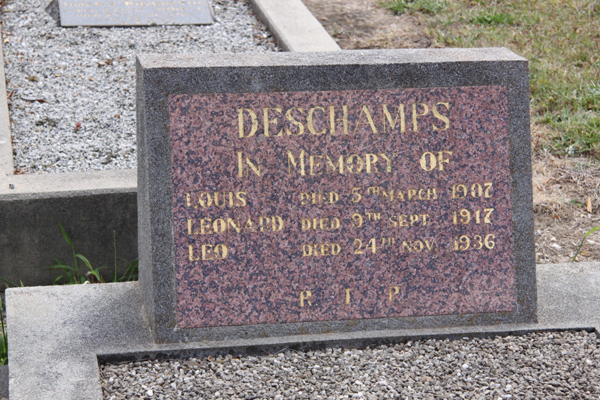 DESCHAMPS
IN MEMORY OF
LOUIS DIED 5TH MARCH 1907
LEONARD DIED 9TH SEPT. 1917
LEO DIED 24TH NOV. 1936
R I P